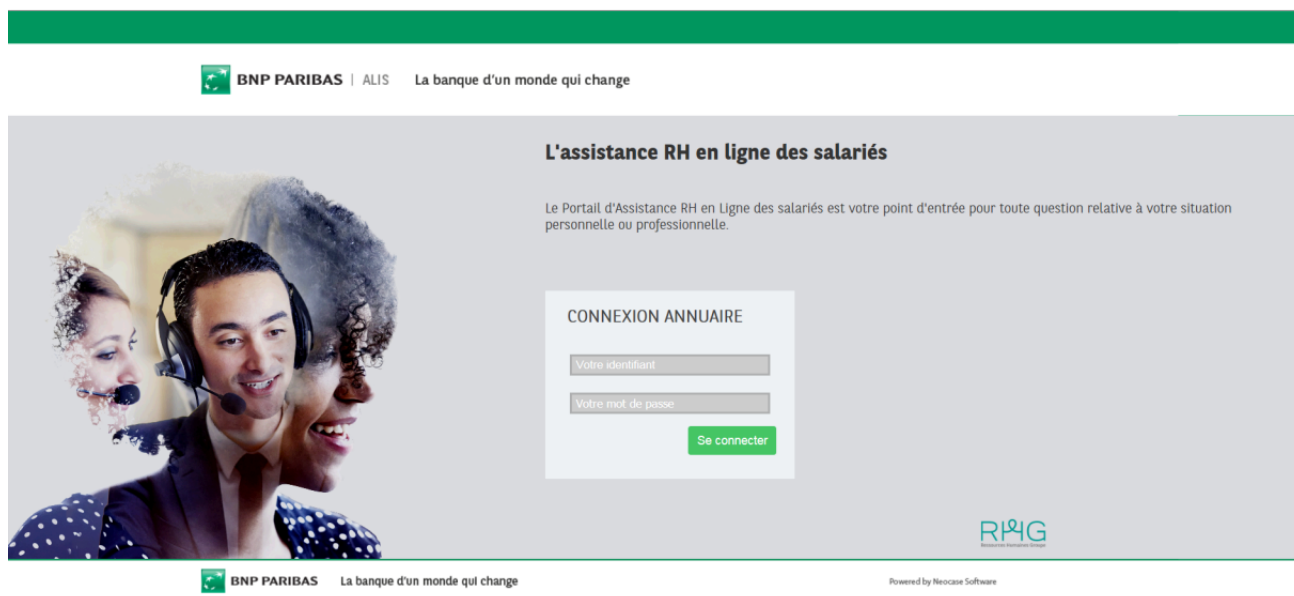 BNP PARIBAS | ALIS La banque d'un monde qui change
L'assistance RH en ligne des salariés
Le Portail d'Assistance RH en Ligne des salariés est votre point d'entrée pour toute question relative à votre situation
personnelle ou professionnelle.
CONNEXION ANNUAIRE
Votre identifiant
Votre mot de passe
Se connecter
RHG
Ressources Humaines Groupe
BNP PARIBAS La banque d'un monde qui change
Powered by Neocase Software